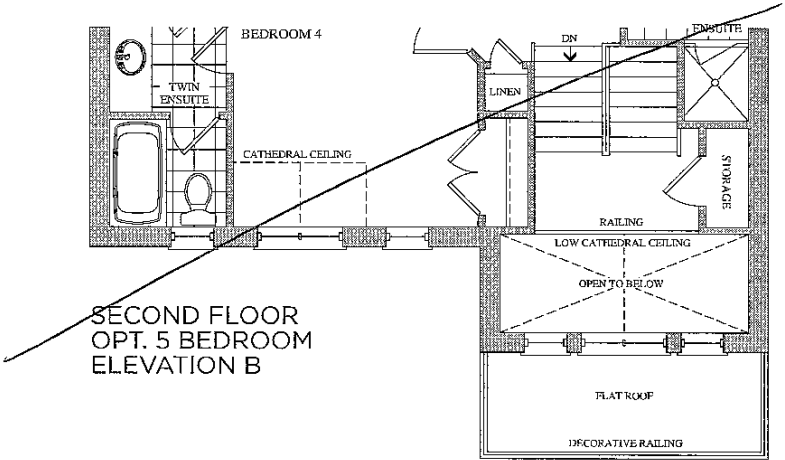 BEDROOM 4
DN
ENSUITE
TWIN
ENSUITE
LINEN
CATHEDRAL CEILING
STORAGE
RAILING
LOW CATHEDRAL CEILING
OPEN TO BELOW
SECOND FLOOR
OPT. 5 BEDROOM
ELEVATION B
FLAT ROOF
DECORATIVE RAILING